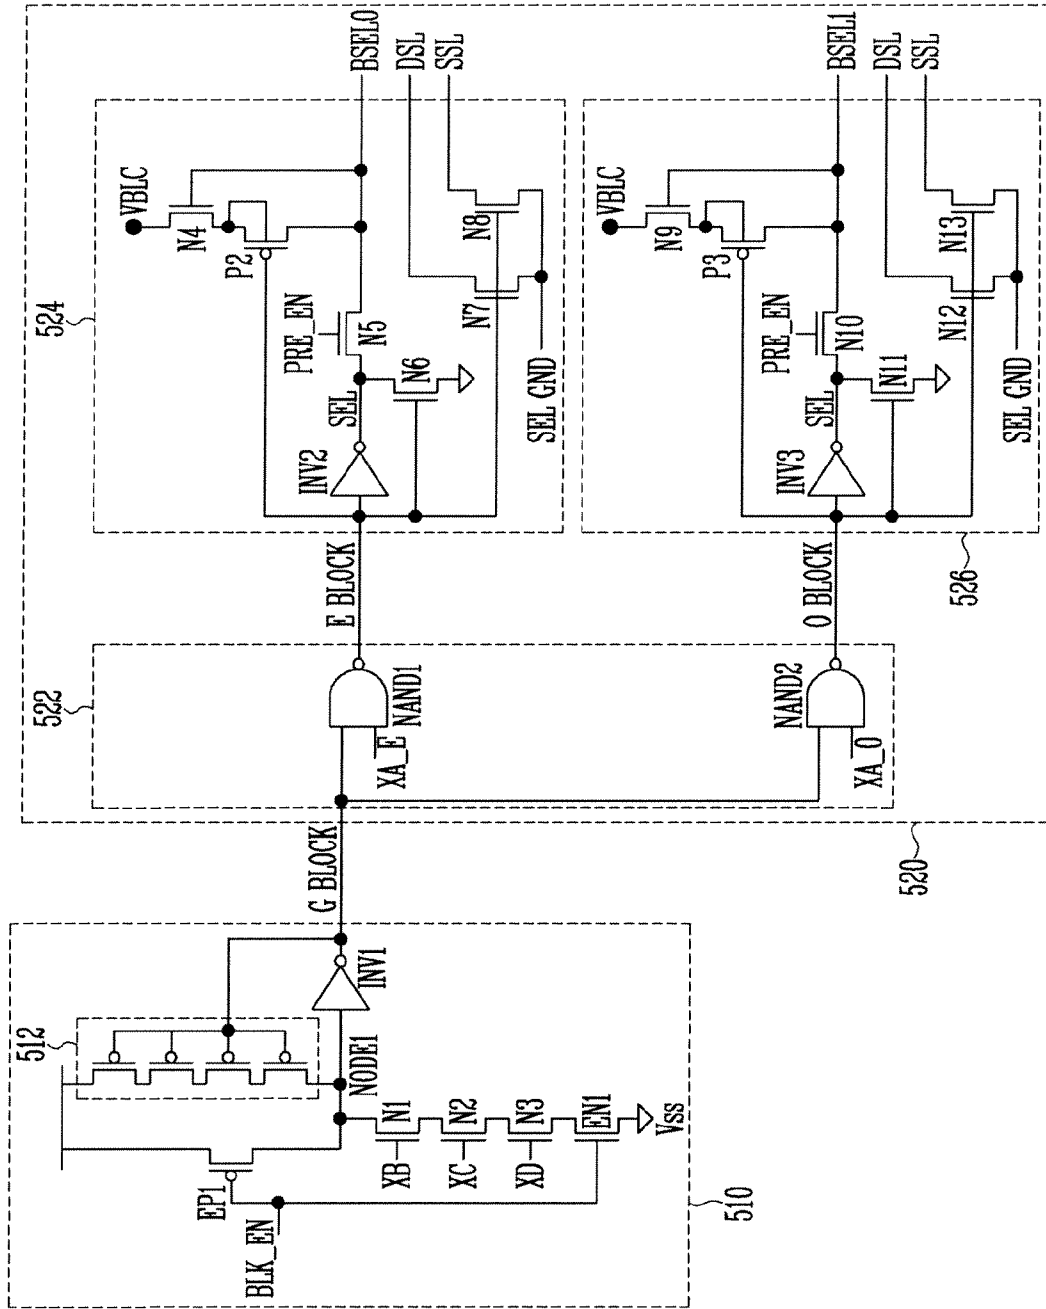 524
VBLC
N4
P2
BSEL0
DSL
SSL
PRE_EN
N5
N8
N7
SEL
N6
INV2
SEL GND
E BLOCK
VBLC
N9
P3
BSEL1
DSL
SSL
PRE_EN
N10
N13
N12
SEL
N11
INV3
SEL GND
526
O BLOCK
522
NAND1
XA_E
NAND2
XA_O
520
G BLOCK
512
INV1
NODE1
EP1
BLK_EN
N1
XB
N2
XC
N3
XD
EN1
Vss
510